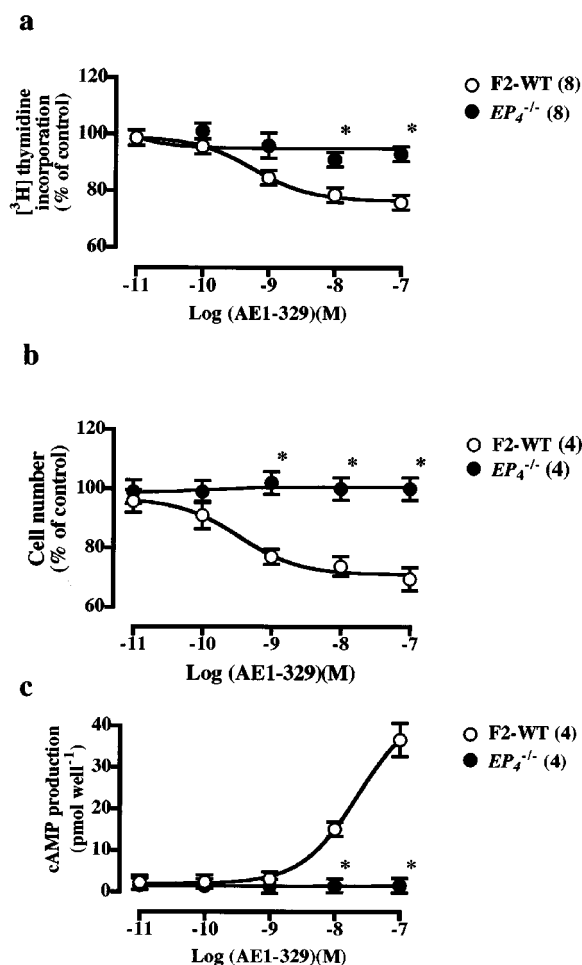 a
[³H] thymidine
incorporation
(% of control)
120
100
80
60
* *
F2-WT (8)
EP₄⁻/⁻ (8)
-11 -10 -9 -8 -7
Log (AE1-329)(M)
b
Cell number
(% of control)
120
100
80
60
* * *
F2-WT (4)
EP₄⁻/⁻ (4)
-11 -10 -9 -8 -7
Log (AE1-329)(M)
c
cAMP production
(pmol well⁻¹)
40
30
20
10
0
* *
F2-WT (4)
EP₄⁻/⁻ (4)
-11 -10 -9 -8 -7
Log (AE1-329)(M)